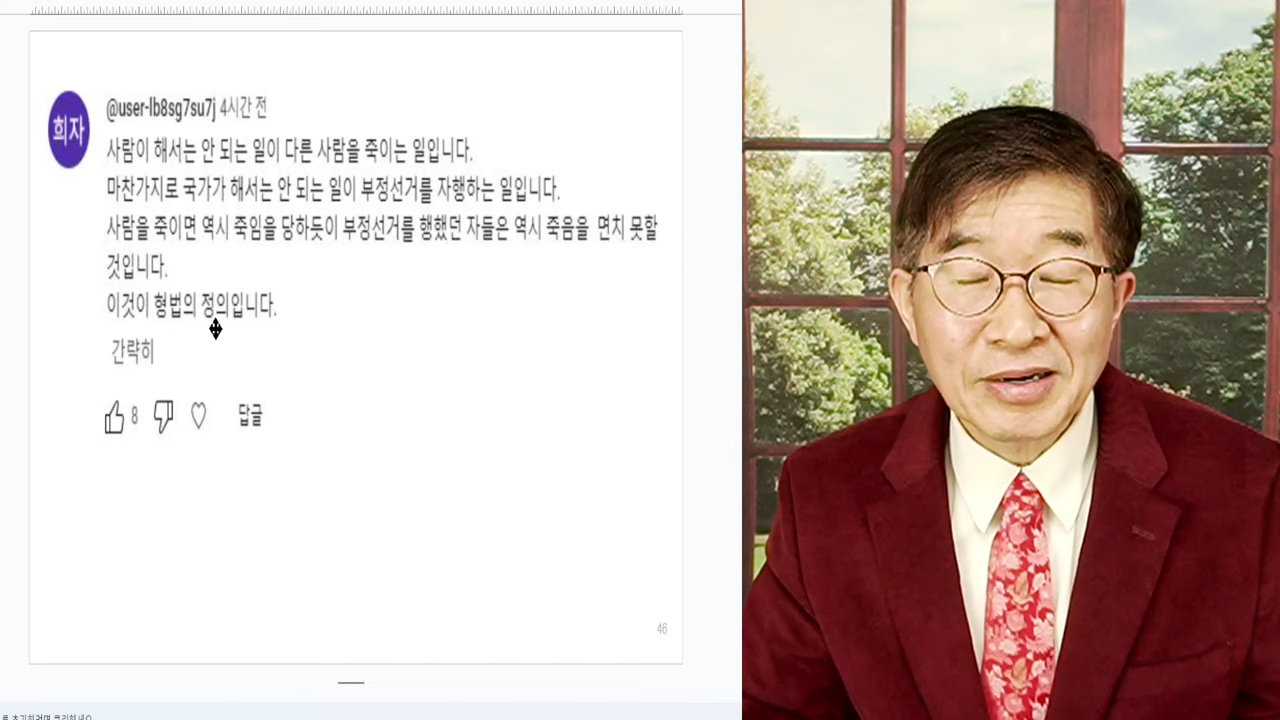 희자
@user-lb8sg7su7j 4시간 전
사람이 해서는 안 되는 일이 다른 사람을 죽이는 일입니다.
마찬가지로 국가가 해서는 안 되는 일이 부정선거를 자행하는 일입니다.
사람을 죽이면 역시 죽임을 당하듯이 부정선거를 행했던 자들은 역시 죽음을 면치 못할
것입니다.
이것이 형법의 정의입니다.
간략히
8 답글
46